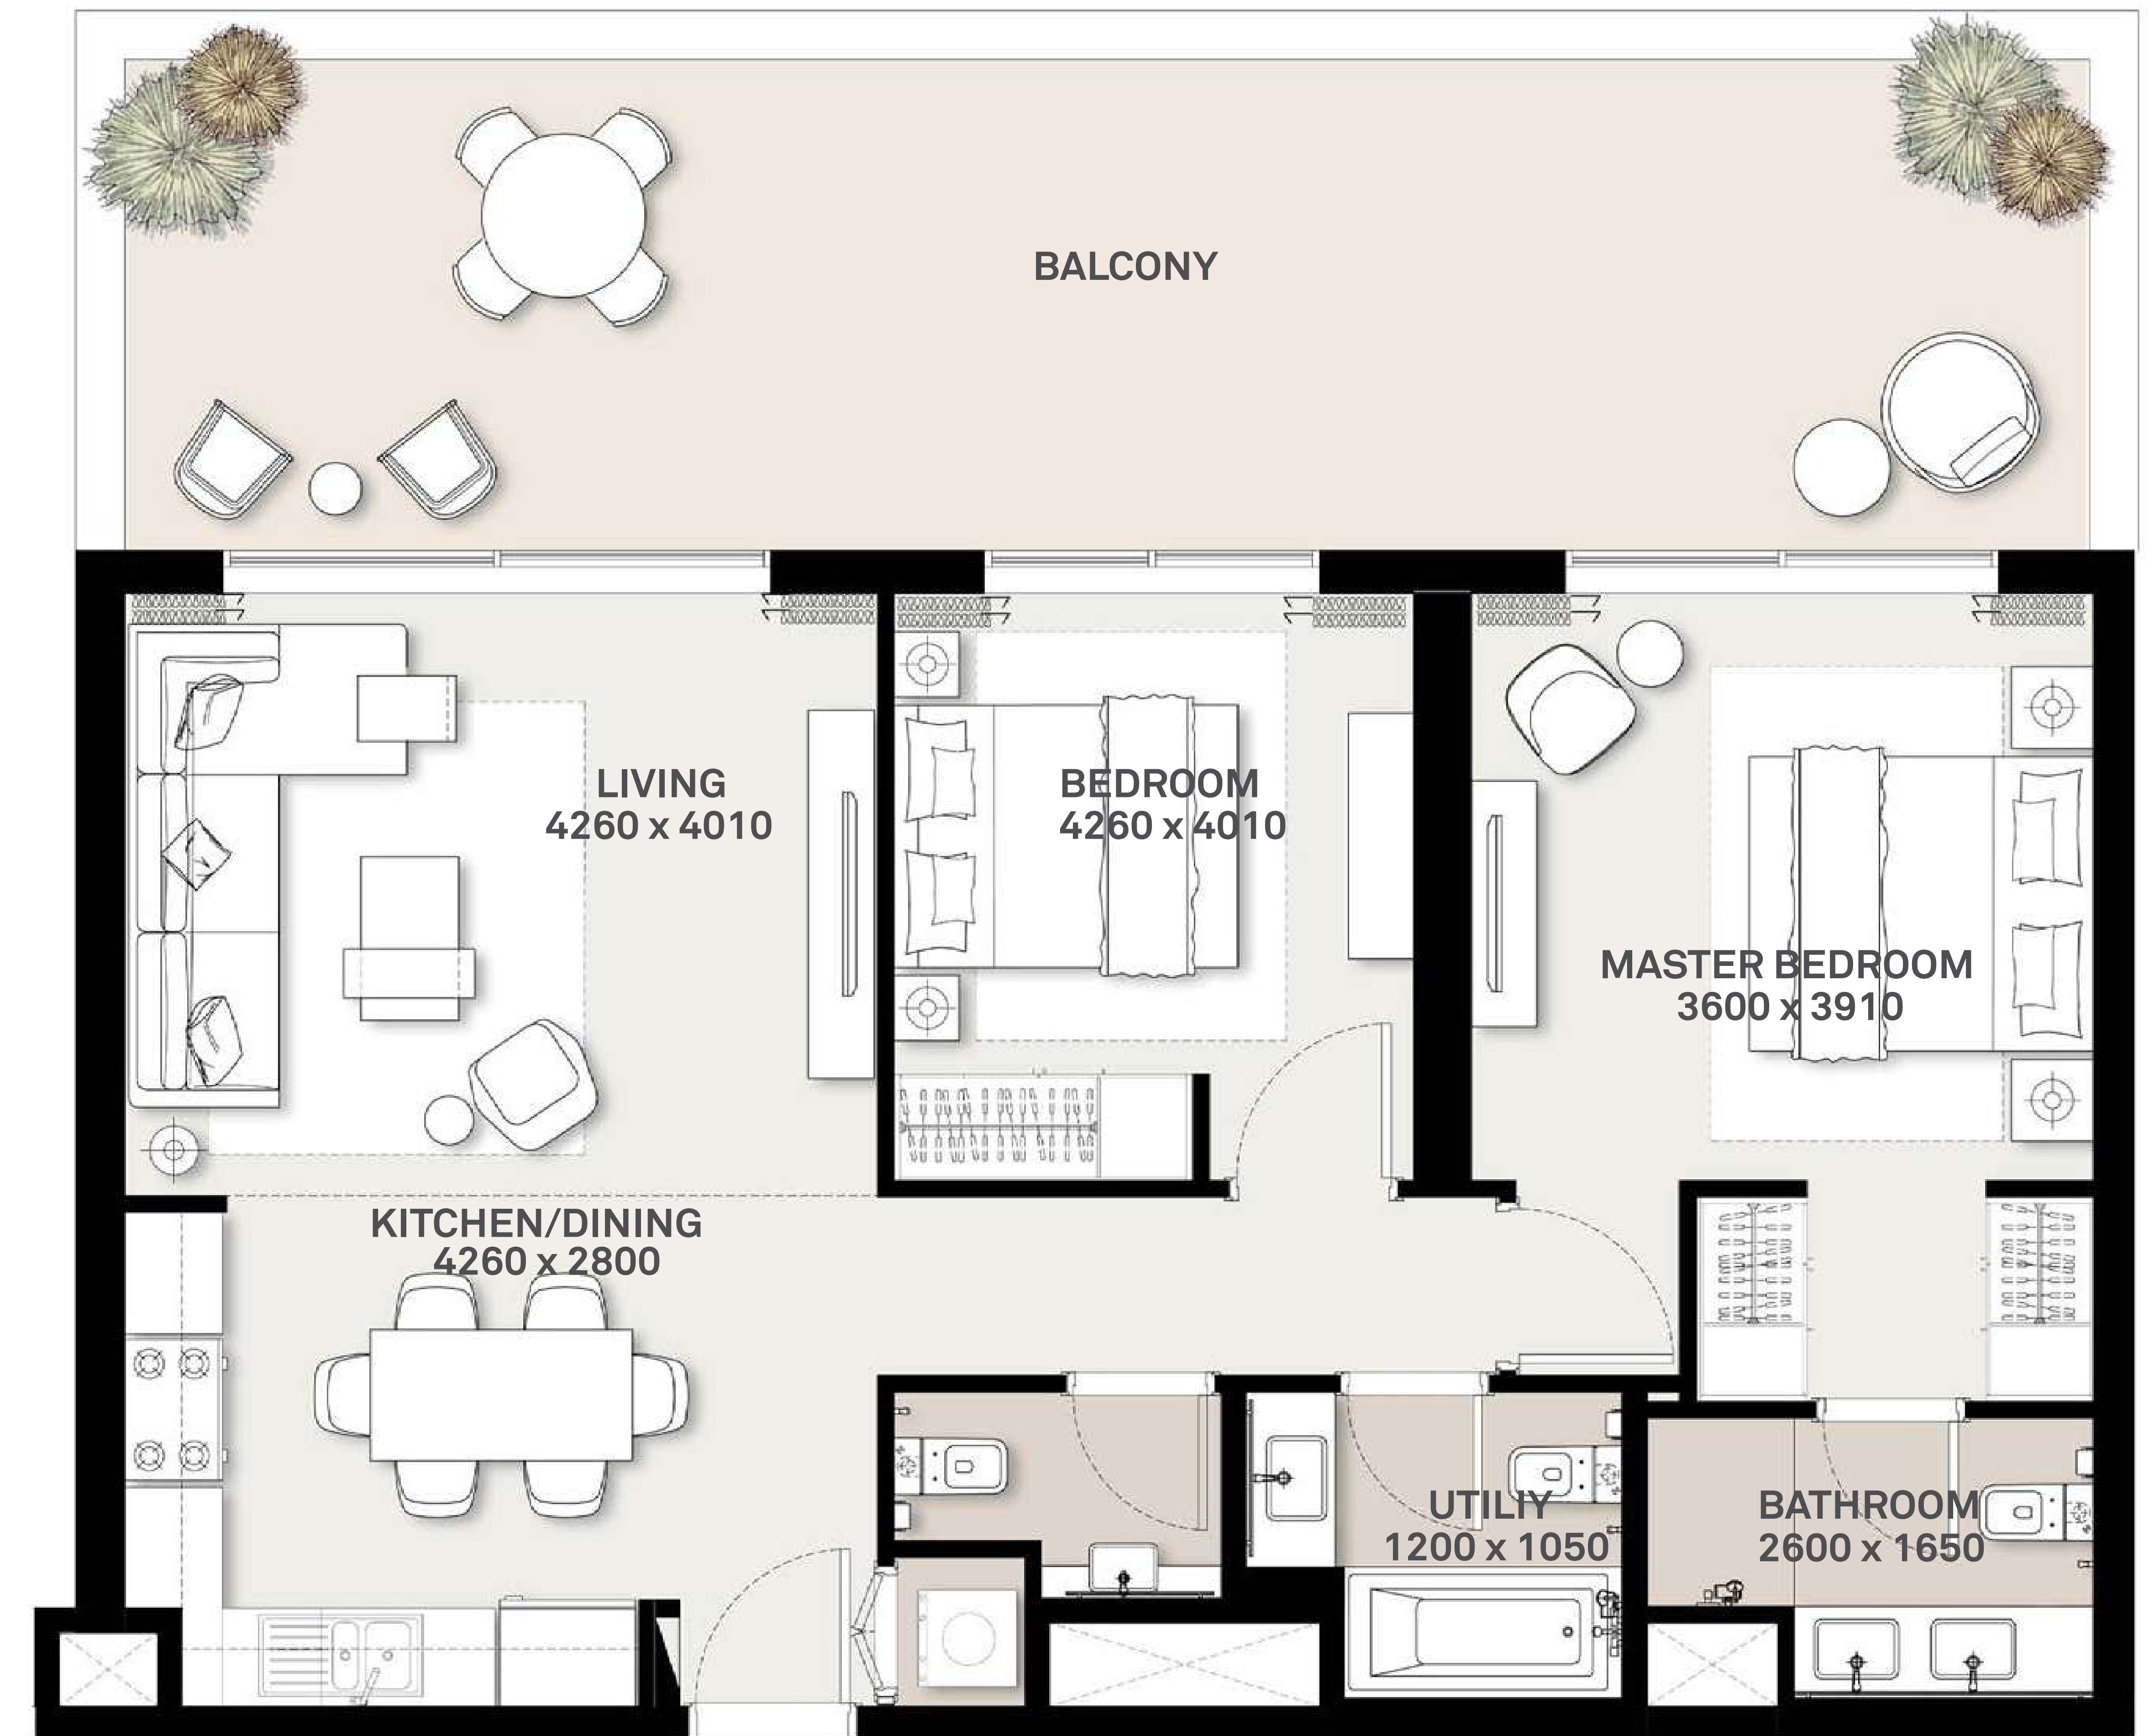 BALCONY
LIVING
4260 x 4010
BEDROOM
4260 x 4010
MASTER BEDROOM
3600 x 3910
KITCHEN/DINING
4260 x 2800
UTILIY
1200 x 1050
BATHROOM
2600 x 1650